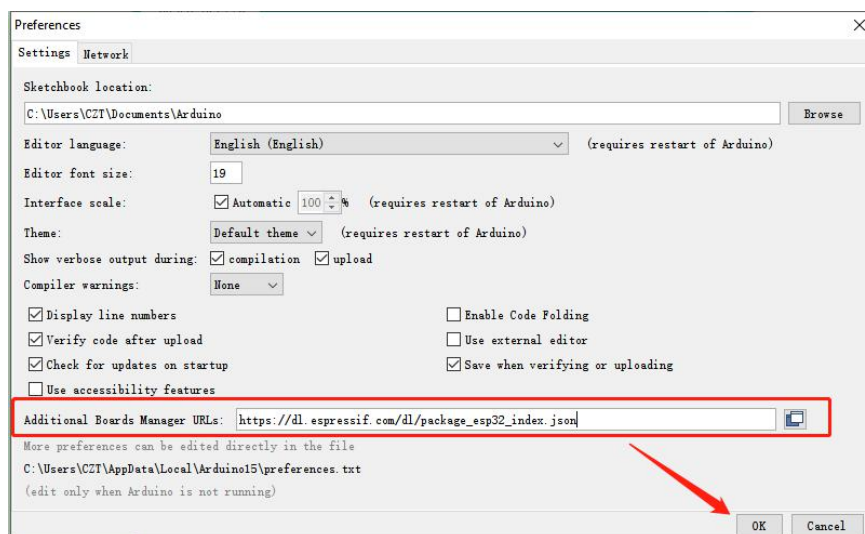 Preferences
Settings Network
Sketchbook location:
C:\Users\CZT\Documents\Arduino Browse
Editor language: English (English) (requires restart of Arduino)
Editor font size: 19
Interface scale: Automatic 100 % (requires restart of Arduino)
Theme: Default theme (requires restart of Arduino)
Show verbose output during: compilation upload
Compiler warnings: None
Display line numbers Enable Code Folding
Verify code after upload Use external editor
Check for updates on startup Save when verifying or uploading
Use accessibility features
Additional Boards Manager URLs: https://dl.espressif.com/dl/package_esp32_index.json
More preferences can be edited directly in the file
C:\Users\CZT\AppData\Local\Arduino15\preferences.txt
(edit only when Arduino is not running)
OK Cancel